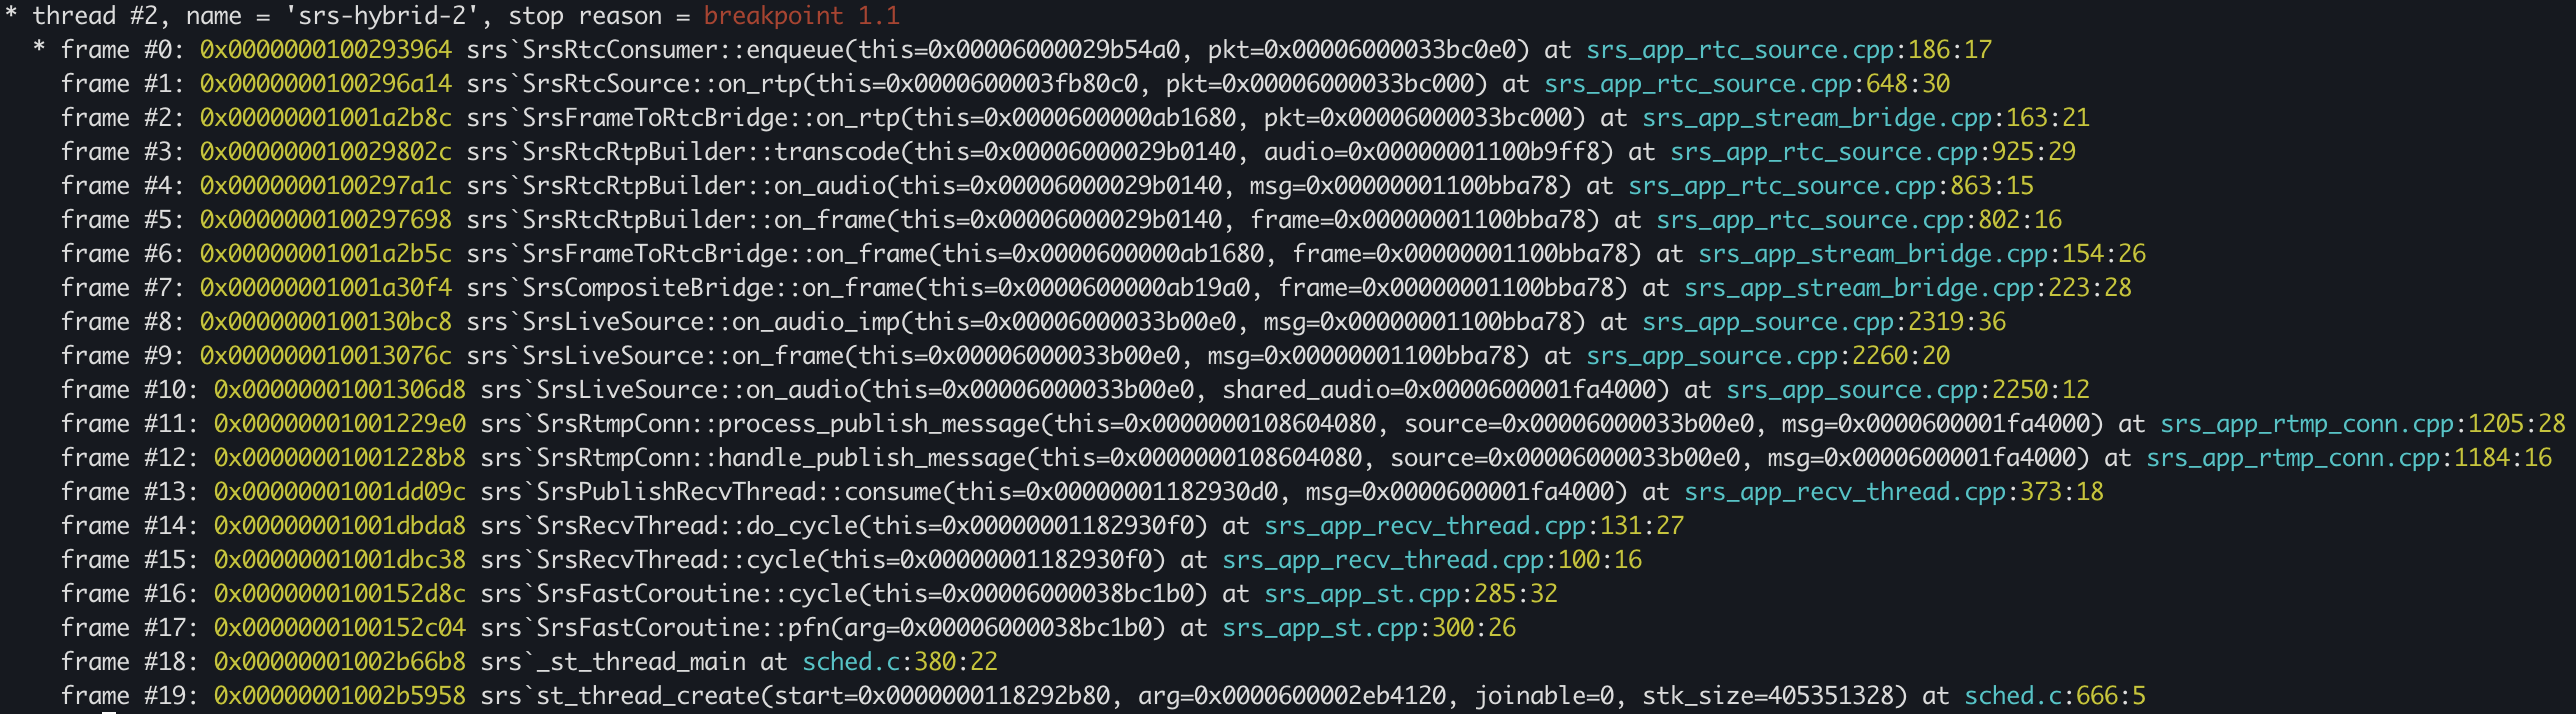 * thread #2, name = 'srs-hybrid-2', stop reason = breakpoint 1.1
  * frame #0: 0x0000000100293964 srs`SrsRtcConsumer::enqueue(this=0x00006000029b54a0, pkt=0x00006000033bc0e0) at srs_app_rtc_source.cpp:186:17
    frame #1: 0x0000000100296a14 srs`SrsRtcSource::on_rtp(this=0x0000600003fb80c0, pkt=0x00006000033bc000) at srs_app_rtc_source.cpp:648:30
    frame #2: 0x00000001001a2b8c srs`SrsFrameToRtcBridge::on_rtp(this=0x0000600000ab1680, pkt=0x00006000033bc000) at srs_app_stream_bridge.cpp:163:21
    frame #3: 0x000000010029802c srs`SrsRtcRtpBuilder::transcode(this=0x00006000029b0140, audio=0x00000001100b9ff8) at srs_app_rtc_source.cpp:925:29
    frame #4: 0x0000000100297a1c srs`SrsRtcRtpBuilder::on_audio(this=0x00006000029b0140, msg=0x00000001100bba78) at srs_app_rtc_source.cpp:863:15
    frame #5: 0x0000000100297698 srs`SrsRtcRtpBuilder::on_frame(this=0x00006000029b0140, frame=0x00000001100bba78) at srs_app_rtc_source.cpp:802:16
    frame #6: 0x00000001001a2b5c srs`SrsFrameToRtcBridge::on_frame(this=0x0000600000ab1680, frame=0x00000001100bba78) at srs_app_stream_bridge.cpp:154:26
    frame #7: 0x00000001001a30f4 srs`SrsCompositeBridge::on_frame(this=0x0000600000ab19a0, frame=0x00000001100bba78) at srs_app_stream_bridge.cpp:223:28
    frame #8: 0x0000000100130bc8 srs`SrsLiveSource::on_audio_imp(this=0x00006000033b00e0, msg=0x00000001100bba78) at srs_app_source.cpp:2319:36
    frame #9: 0x000000010013076c srs`SrsLiveSource::on_frame(this=0x00006000033b00e0, msg=0x00000001100bba78) at srs_app_source.cpp:2260:20
    frame #10: 0x00000001001306d8 srs`SrsLiveSource::on_audio(this=0x00006000033b00e0, shared_audio=0x0000600001fa4000) at srs_app_source.cpp:2250:12
    frame #11: 0x00000001001229e0 srs`SrsRtmpConn::process_publish_message(this=0x0000000108604080, source=0x00006000033b00e0, msg=0x0000600001fa4000) at srs_app_rtmp_conn.cpp:1205:28
    frame #12: 0x00000001001228b8 srs`SrsRtmpConn::handle_publish_message(this=0x0000000108604080, source=0x00006000033b00e0, msg=0x0000600001fa4000) at srs_app_rtmp_conn.cpp:1184:16
    frame #13: 0x00000001001dd09c srs`SrsPublishRecvThread::consume(this=0x00000001182930d0, msg=0x0000600001fa4000) at srs_app_recv_thread.cpp:373:18
    frame #14: 0x00000001001dbda8 srs`SrsRecvThread::do_cycle(this=0x00000001182930f0) at srs_app_recv_thread.cpp:131:27
    frame #15: 0x00000001001dbc38 srs`SrsRecvThread::cycle(this=0x00000001182930f0) at srs_app_recv_thread.cpp:100:16
    frame #16: 0x0000000100152d8c srs`SrsFastCoroutine::cycle(this=0x00006000038bc1b0) at srs_app_st.cpp:285:32
    frame #17: 0x0000000100152c04 srs`SrsFastCoroutine::pfn(arg=0x00006000038bc1b0) at srs_app_st.cpp:300:26
    frame #18: 0x00000001002b66b8 srs`_st_thread_main at sched.c:380:22
    frame #19: 0x00000001002b5958 srs`st_thread_create(start=0x0000000118292b80, arg=0x0000600002eb4120, joinable=0, stk_size=405351328) at sched.c:666:5